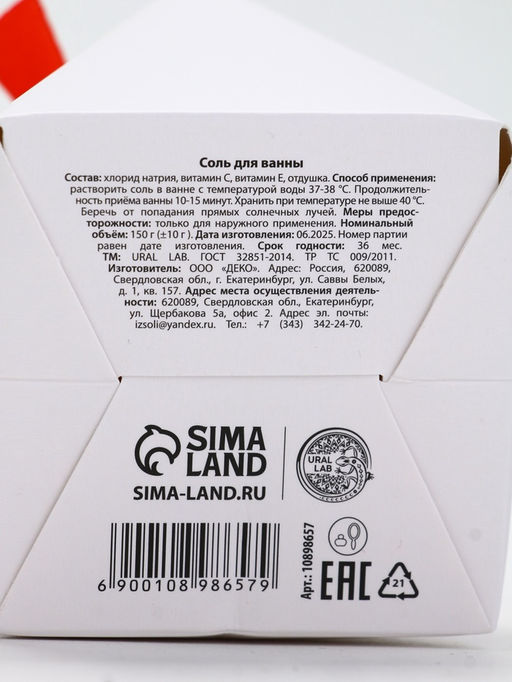 Соль для ванны
Состав: хлорид натрия, витамин С, витамин Е, отдушка. Способ применения:
растворить соль в ванне с температурой воды 37-38 °С. Продолжитель-
ность приёма ванны 10-15 минут. Хранить при температуре не выше 40 °С.
Беречь от попадания прямых солнечных лучей. Меры предос-
торожности: только для наружного применения. Номинальный
объём: 150 г (±10 г). Дата изготовления: 06.2025. Номер партии
равен дате изготовления. Срок годности: 36 мес.
ТМ: URAL LAB. ГОСТ 32851-2014. ТР ТС 009/2011.
Изготовитель: ООО «ДЕКО». Адрес: Россия, 620089,
Свердловская обл., г. Екатеринбург, ул. Саввы Белых,
д. 1, кв. 157. Адрес места осуществления деятель-
ности: 620089, Свердловская обл., Екатеринбург,
ул. Щербакова 5а, офис 2. Адрес эл. почты:
izsoli@yandex.ru. Тел.: +7 (343) 342-24-70.
SIMA
LAND
SIMA-LAND.RU
URAL
LAB
6 900108 986579
Арт.: 10898657
EAC
21